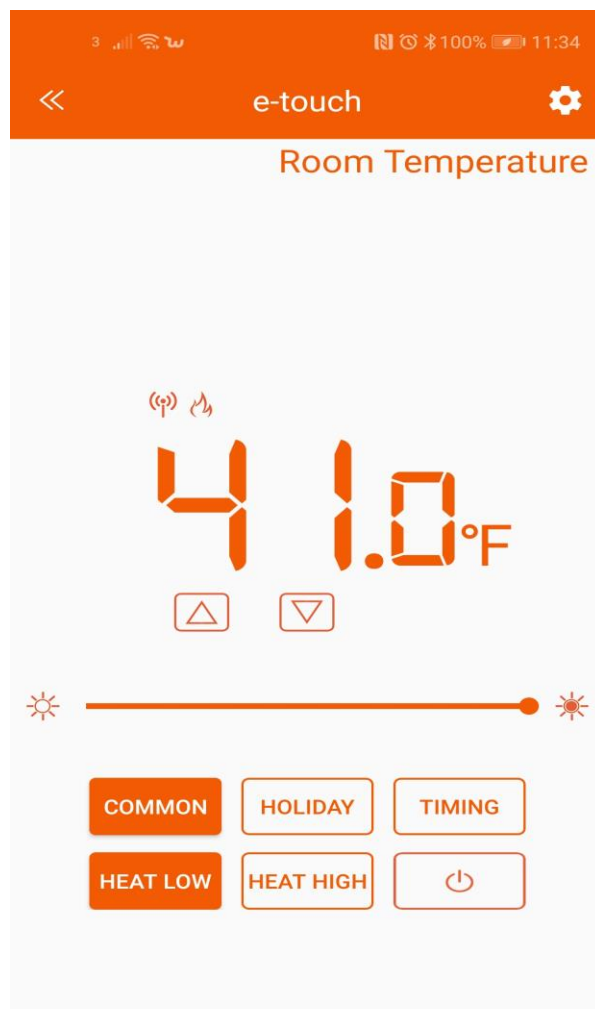 3 100% 11:34
e-touch
Room Temperature
41.0°F
COMMON HOLIDAY TIMING
HEAT LOW HEAT HIGH